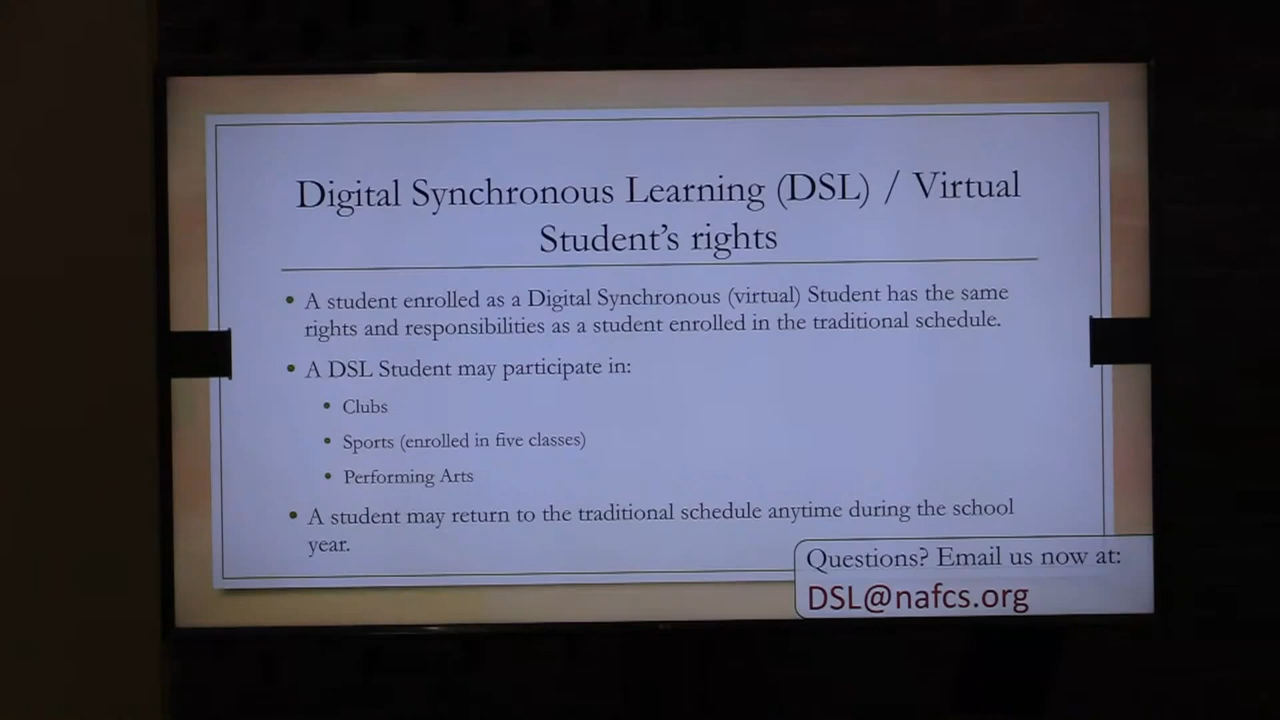 Digital Synchronous Learning (DSL) / Virtual
Student's rights
• A student enrolled as a Digital Synchronous (virtual) Student has the same
rights and responsibilities as a student enrolled in the traditional schedule.
• A DSL Student may participate in:
• Clubs
• Sports (enrolled in five classes)
• Performing Arts
• A student may return to the traditional schedule anytime during the school
year.
Questions? Email us now at:
DSL@nafcs.org